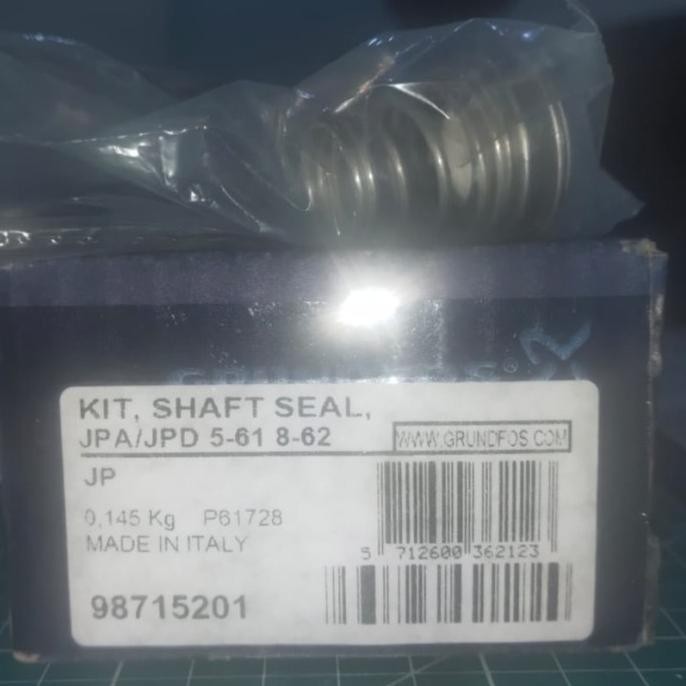 GRUNDFOS®
KIT, SHAFT SEAL,
JPA/JPD 5-61 8-62
WWW.GRUNDFOS.COM
JP
0,145 Kg P61728
MADE IN ITALY
5 712600 362123
98715201